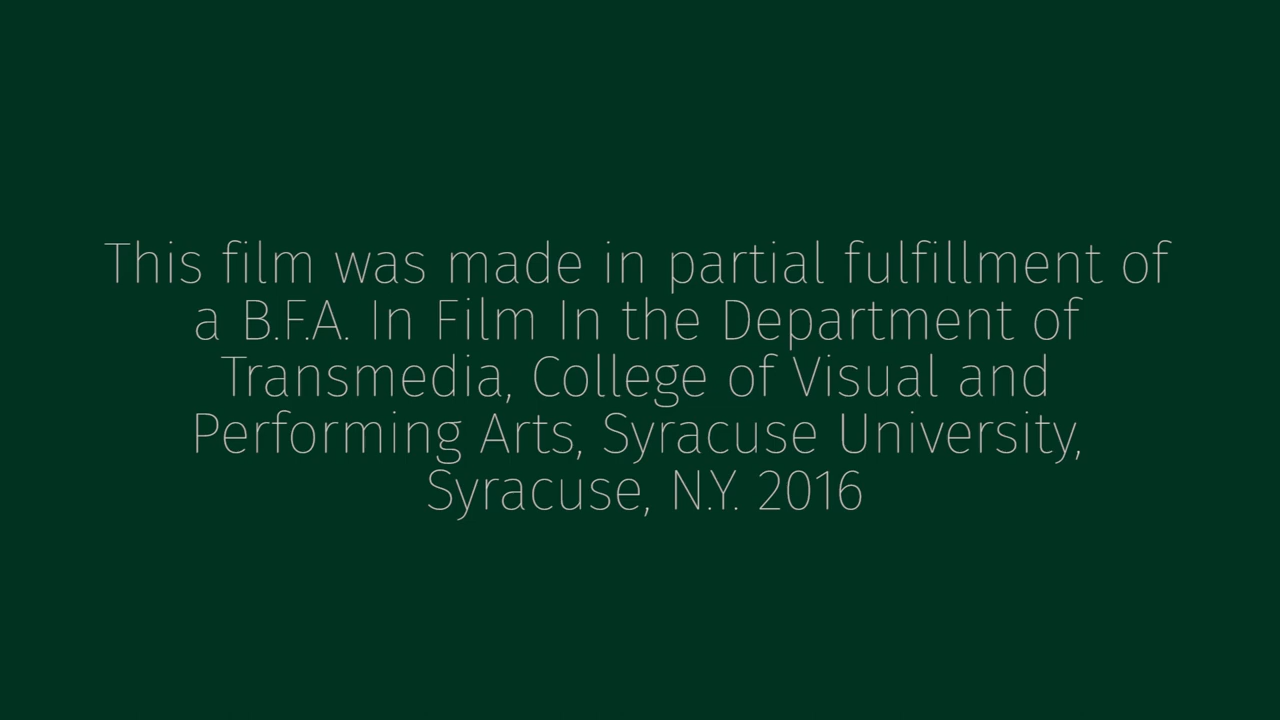 This film was made in partial fulfillment of
a B.F.A. In Film In the Department of
Transmedia, College of Visual and
Performing Arts, Syracuse University,
Syracuse, N.Y. 2016